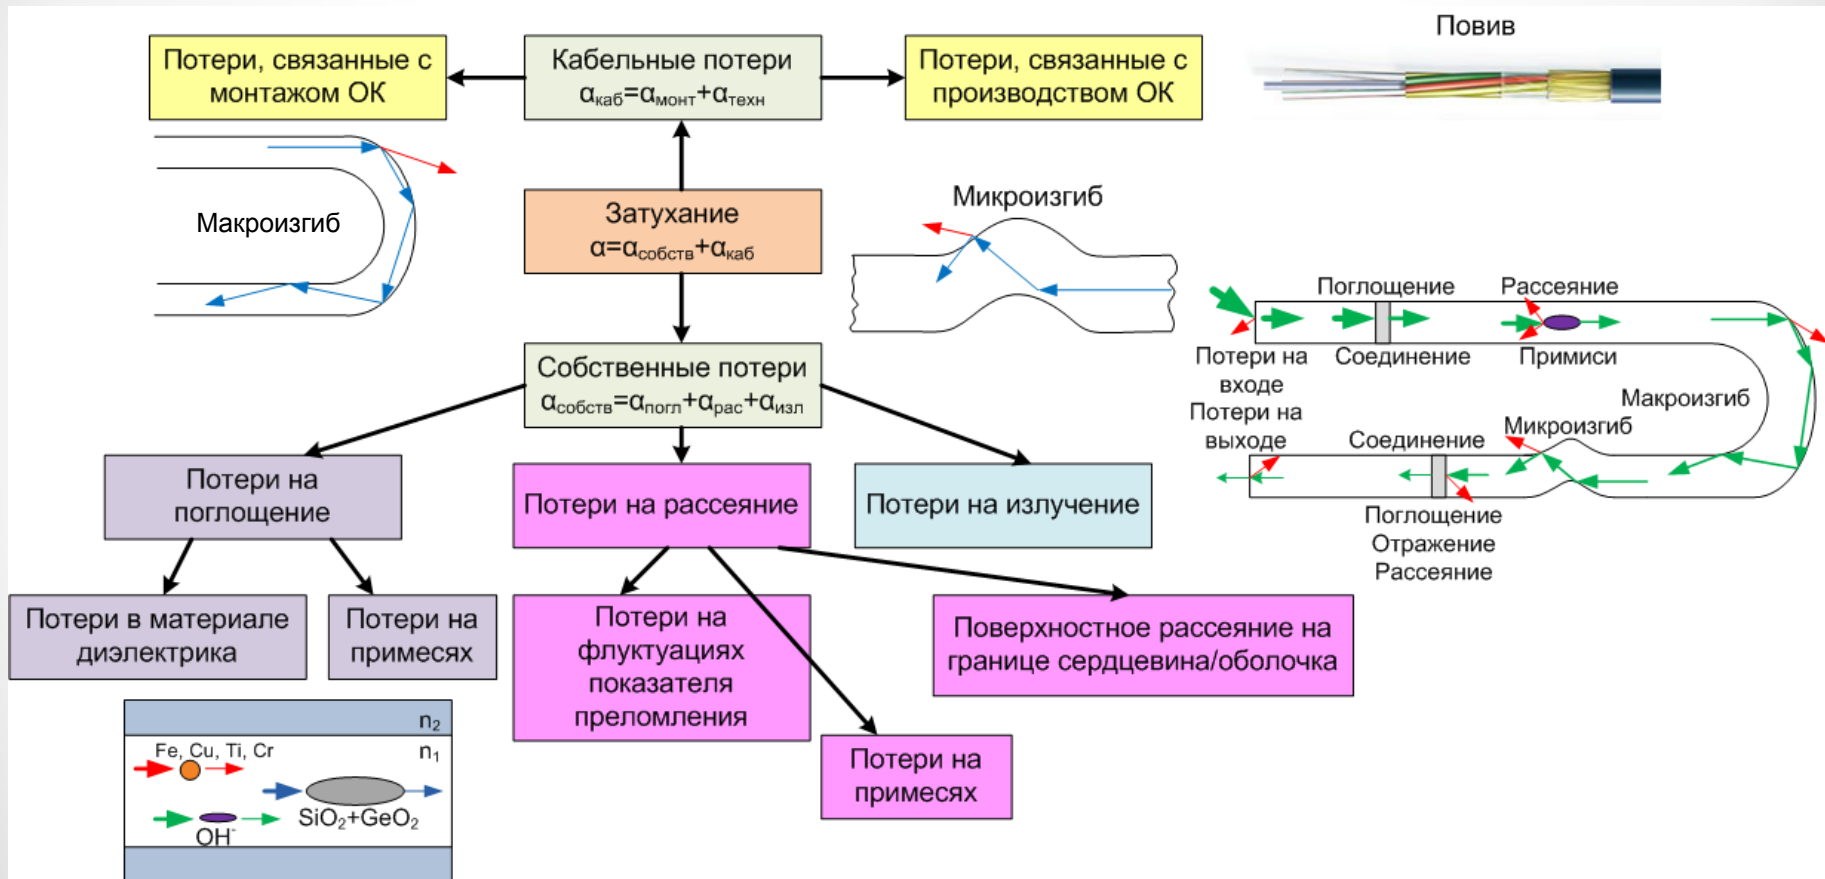 Повив
Потери, связанные с
монтажом ОК
Кабельные потери
αкаб=αмонт+αтехн
Потери, связанные с
производством ОК
Макроизгиб
Затухание
α=αсобств+αкаб
Микроизгиб
Собственные потери
αсобств=αпогл+αрас+αизл
Поглощение
Рассеяние
Потери на
входе
Соединение
Примиси
Макроизгиб
Потери на
выходе
Соединение
Микроизгиб
Поглощение
Отражение
Рассеяние
Потери на
поглощение
Потери на рассеяние
Потери на излучение
Потери в материале
диэлектрика
Потери на
примесях
Потери на
флуктуациях
показателя
преломления
Поверхностное рассеяние на
границе сердцевина/оболочка
Потери на
примесях
n₂
n₁
Fe, Cu, Ti, Cr
SiO₂+GeO₂
OH⁻